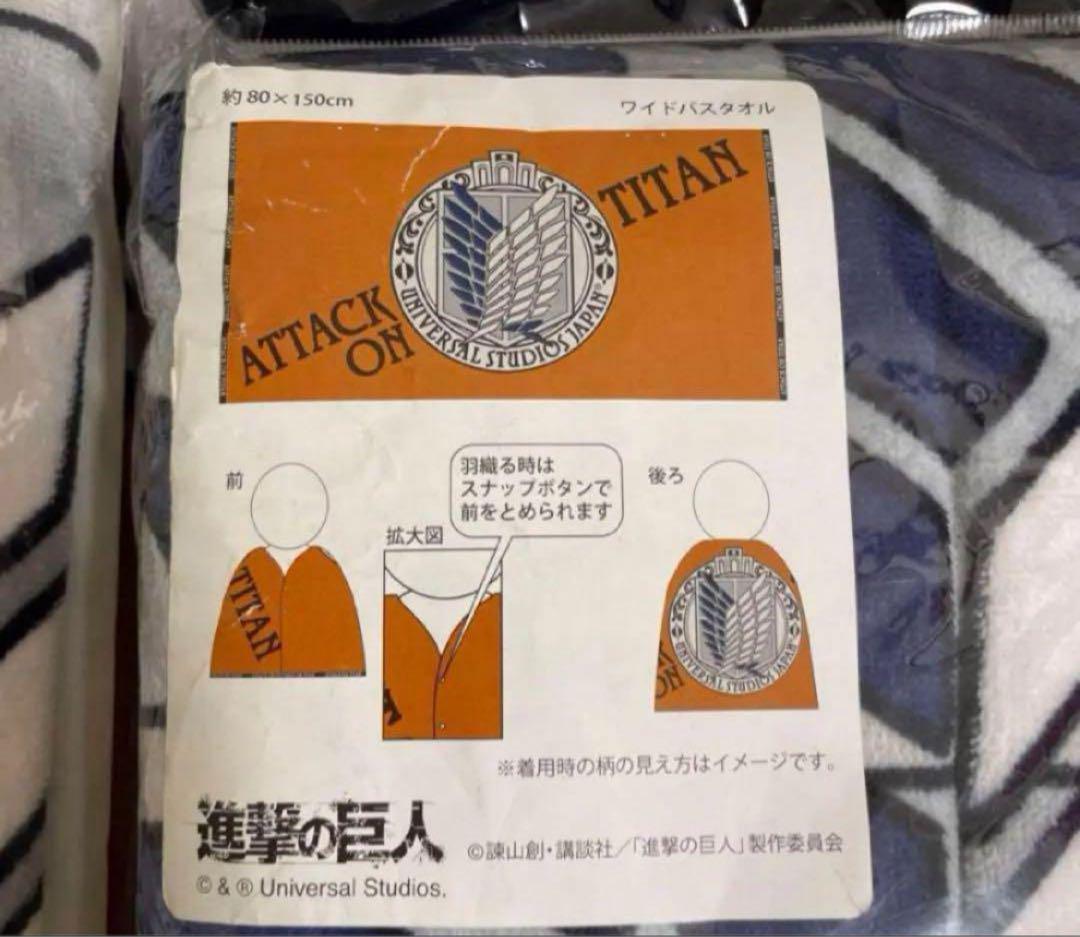 約80×150cm
ワイドバスタオル
ATTACK
ON
TITAN
UNIVERSAL STUDIOS JAPAN
前
TITAN
拡大図
羽織る時は
スナップボタンで
前をとめられます
後ろ
ON
UNIVERSAL STUDIOS JAPAN
※着用時の柄の見え方はイメージです。
進撃の巨人
©諫山創・講談社/「進撃の巨人」製作委員会
© & ® Universal Studios.